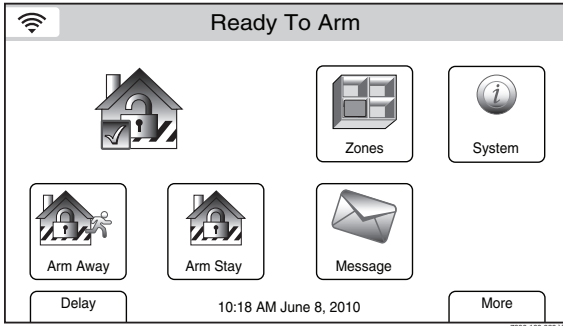 Ready To Arm
Zones
System
Arm Away
Arm Stay
Message
Delay
10:18 AM June 8, 2010
More